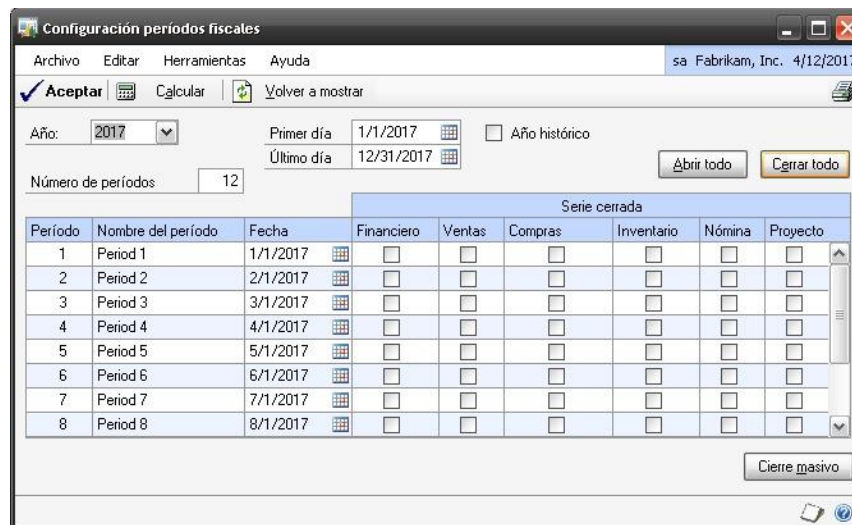 Configuración períodos fiscales
Archivo Editar Herramientas Ayuda sa Fabrikam, Inc. 4/12/2017
Aceptar Calcular Volver a mostrar
Año: 2017 Primer día 1/1/2017 Año histórico
Último día 12/31/2017 Abrir todo Cerrar todo
Número de períodos 12
Serie cerrada
Período Nombre del período Fecha Financiero Ventas Compras Inventario Nómina Proyecto
1 Period 1 1/1/2017
2 Period 2 2/1/2017
3 Period 3 3/1/2017
4 Period 4 4/1/2017
5 Period 5 5/1/2017
6 Period 6 6/1/2017
7 Period 7 7/1/2017
8 Period 8 8/1/2017
Cierre masivo